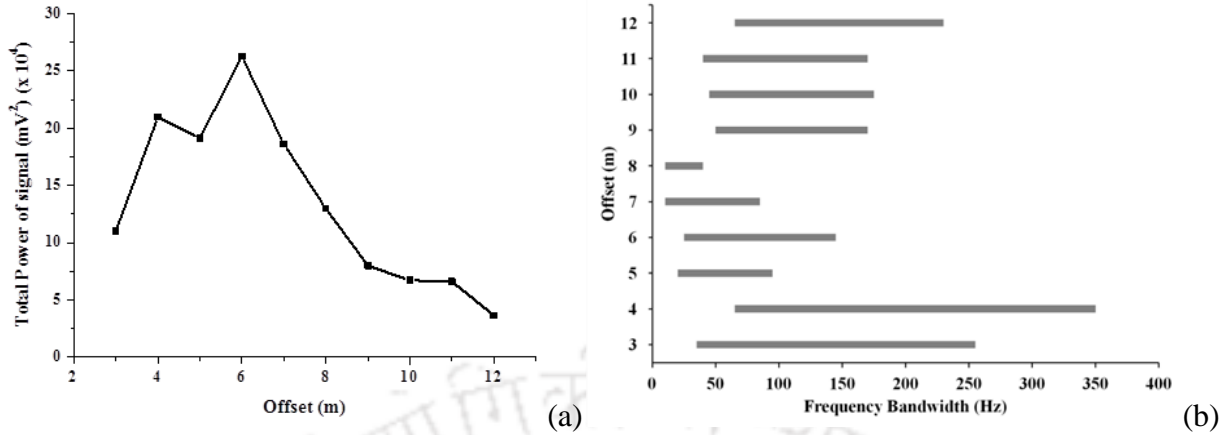 30
25
20
15
10
5
0
2 4 6 8 10 12
Total Power of signal (mV²) (x 10⁴)
Offset (m)
(a)
12
11
10
9
8
7
6
5
4
3
0 50 100 150 200 250 300 350 400
Offset (m)
Frequency Bandwidth (Hz)
(b)